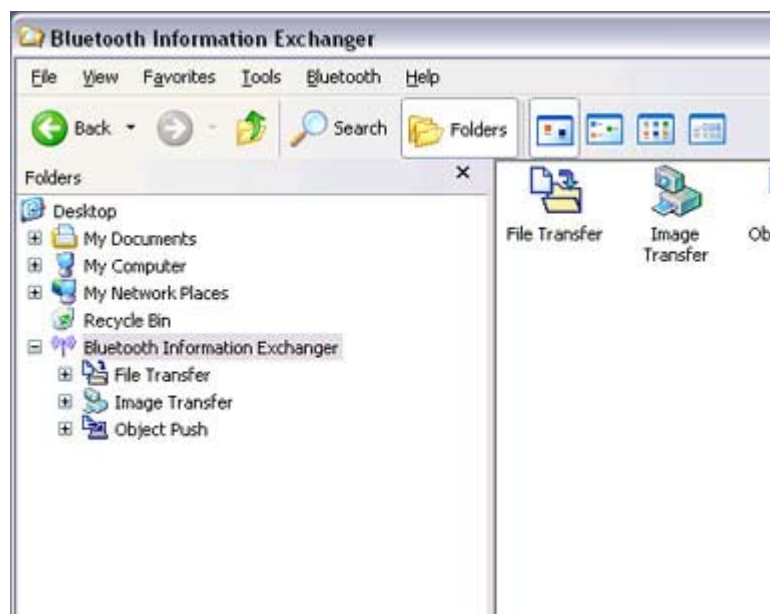 Bluetooth Information Exchanger
File View Favorites Tools Bluetooth Help
Back Search Folders
Folders
Desktop
My Documents
My Computer
My Network Places
Recycle Bin
Bluetooth Information Exchanger
File Transfer
Image Transfer
Object Push
File Transfer
Image
Transfer